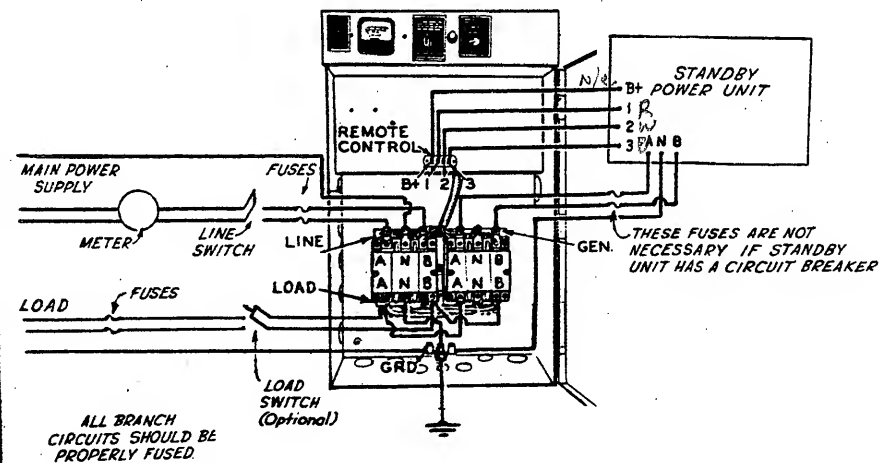 STANDBY
POWER UNIT
N/C
B+
1 R
2 W
3
A N B
REMOTE
CONTROL
B+ 1 2 3
MAIN POWER
SUPPLY
FUSES
METER
LINE
SWITCH
LINE
GEN.
THESE FUSES ARE NOT
NECESSARY IF STANDBY
UNIT HAS A CIRCUIT BREAKER
A N B A N B
A N B A N B
LOAD
FUSES
LOAD
GRD
LOAD
SWITCH
(Optional)
ALL BRANCH
CIRCUITS SHOULD BE
PROPERLY FUSED.